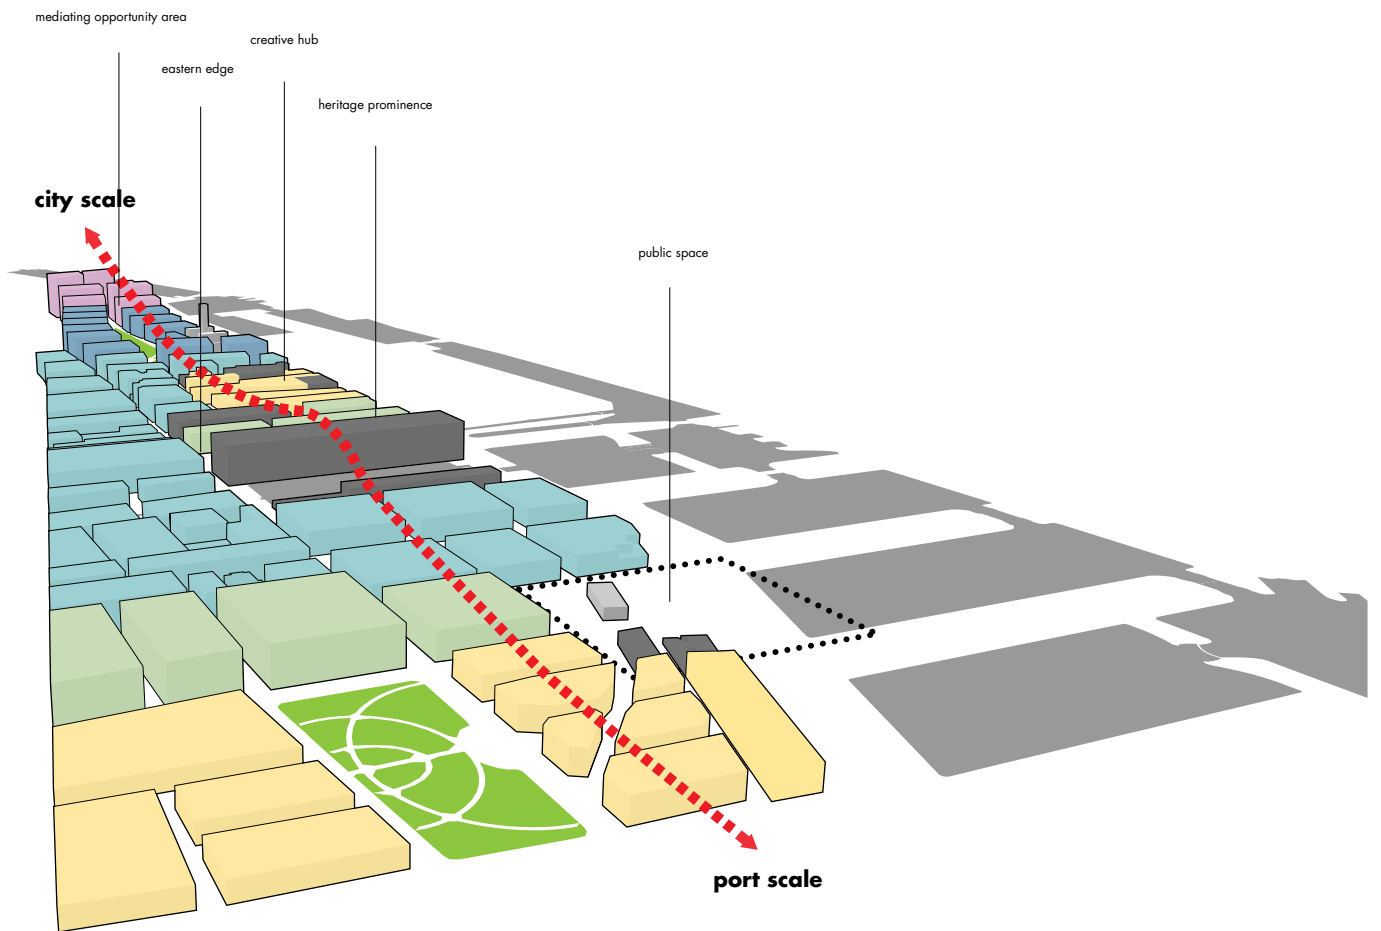 mediating opportunity area
creative hub
eastern edge
heritage prominence
city scale
public space
port scale